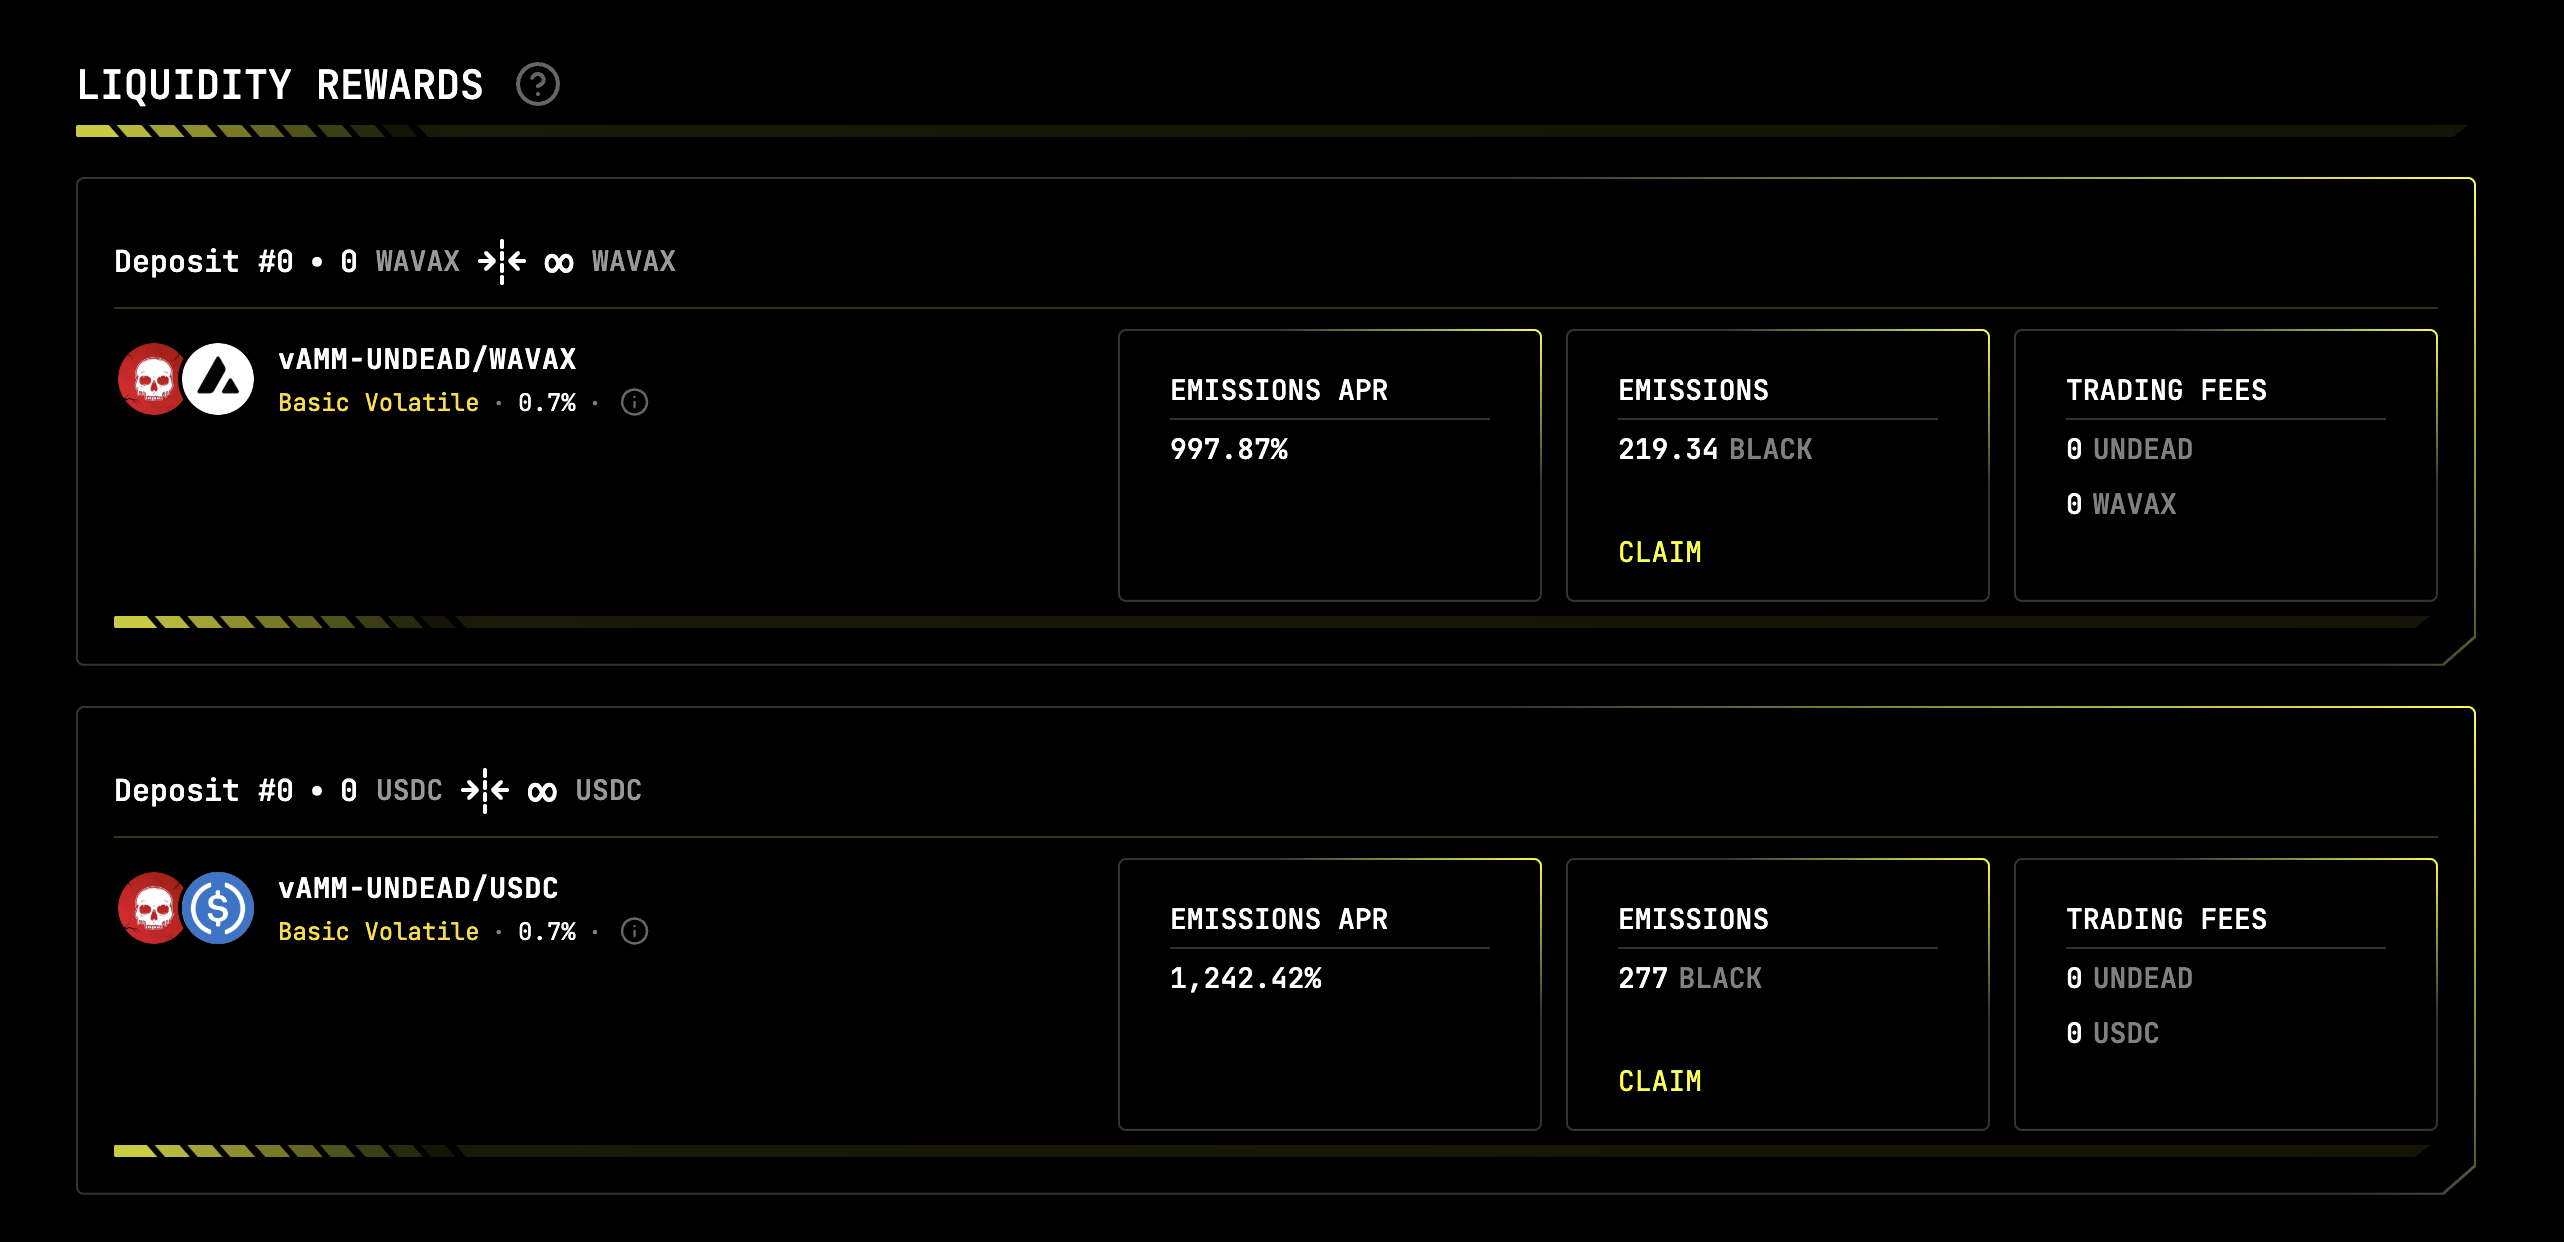 LIQUIDITY REWARDS ?
Deposit #0 • 0 WAVAX ∞ WAVAX
vAMM-UNDEAD/WAVAX
Basic Volatile · 0.7% ·
EMISSIONS APR
997.87%
EMISSIONS
219.34 BLACK
CLAIM
TRADING FEES
0 UNDEAD
0 WAVAX
Deposit #0 • 0 USDC ∞ USDC
vAMM-UNDEAD/USDC
Basic Volatile · 0.7% ·
EMISSIONS APR
1,242.42%
EMISSIONS
277 BLACK
CLAIM
TRADING FEES
0 UNDEAD
0 USDC